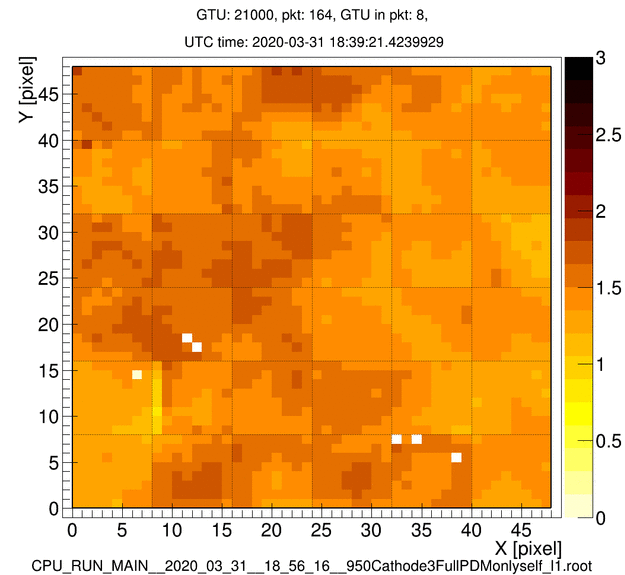 GTU: 21000, pkt: 164, GTU in pkt: 8,
UTC time: 2020-03-31 18:39:21.4239929
Y [pixel]
45
40
35
30
25
20
15
10
5
0
0 5 10 15 20 25 30 35 40 45
X [pixel]
3
2.5
2
1.5
1
0.5
0
CPU_RUN_MAIN__2020_03_31__18_56_16__950Cathode3FullPDMonlyself_l1.root